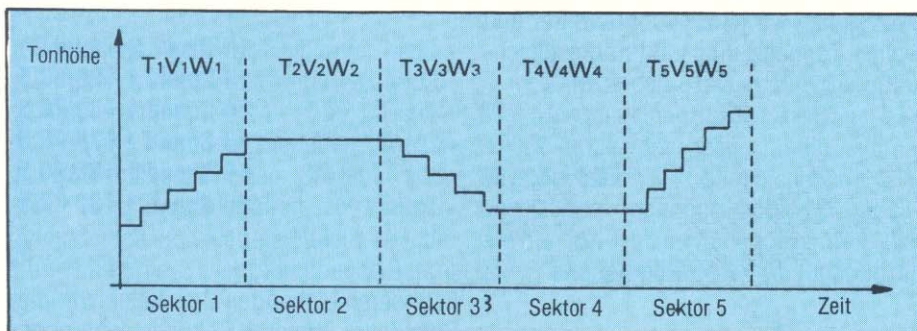 Tonhöhe
T₁V₁W₁ T₂V₂W₂ T₃V₃W₃ T₄V₄W₄ T₅V₅W₅
Sektor 1 Sektor 2 Sektor 3³ Sektor 4 Sektor 5 Zeit